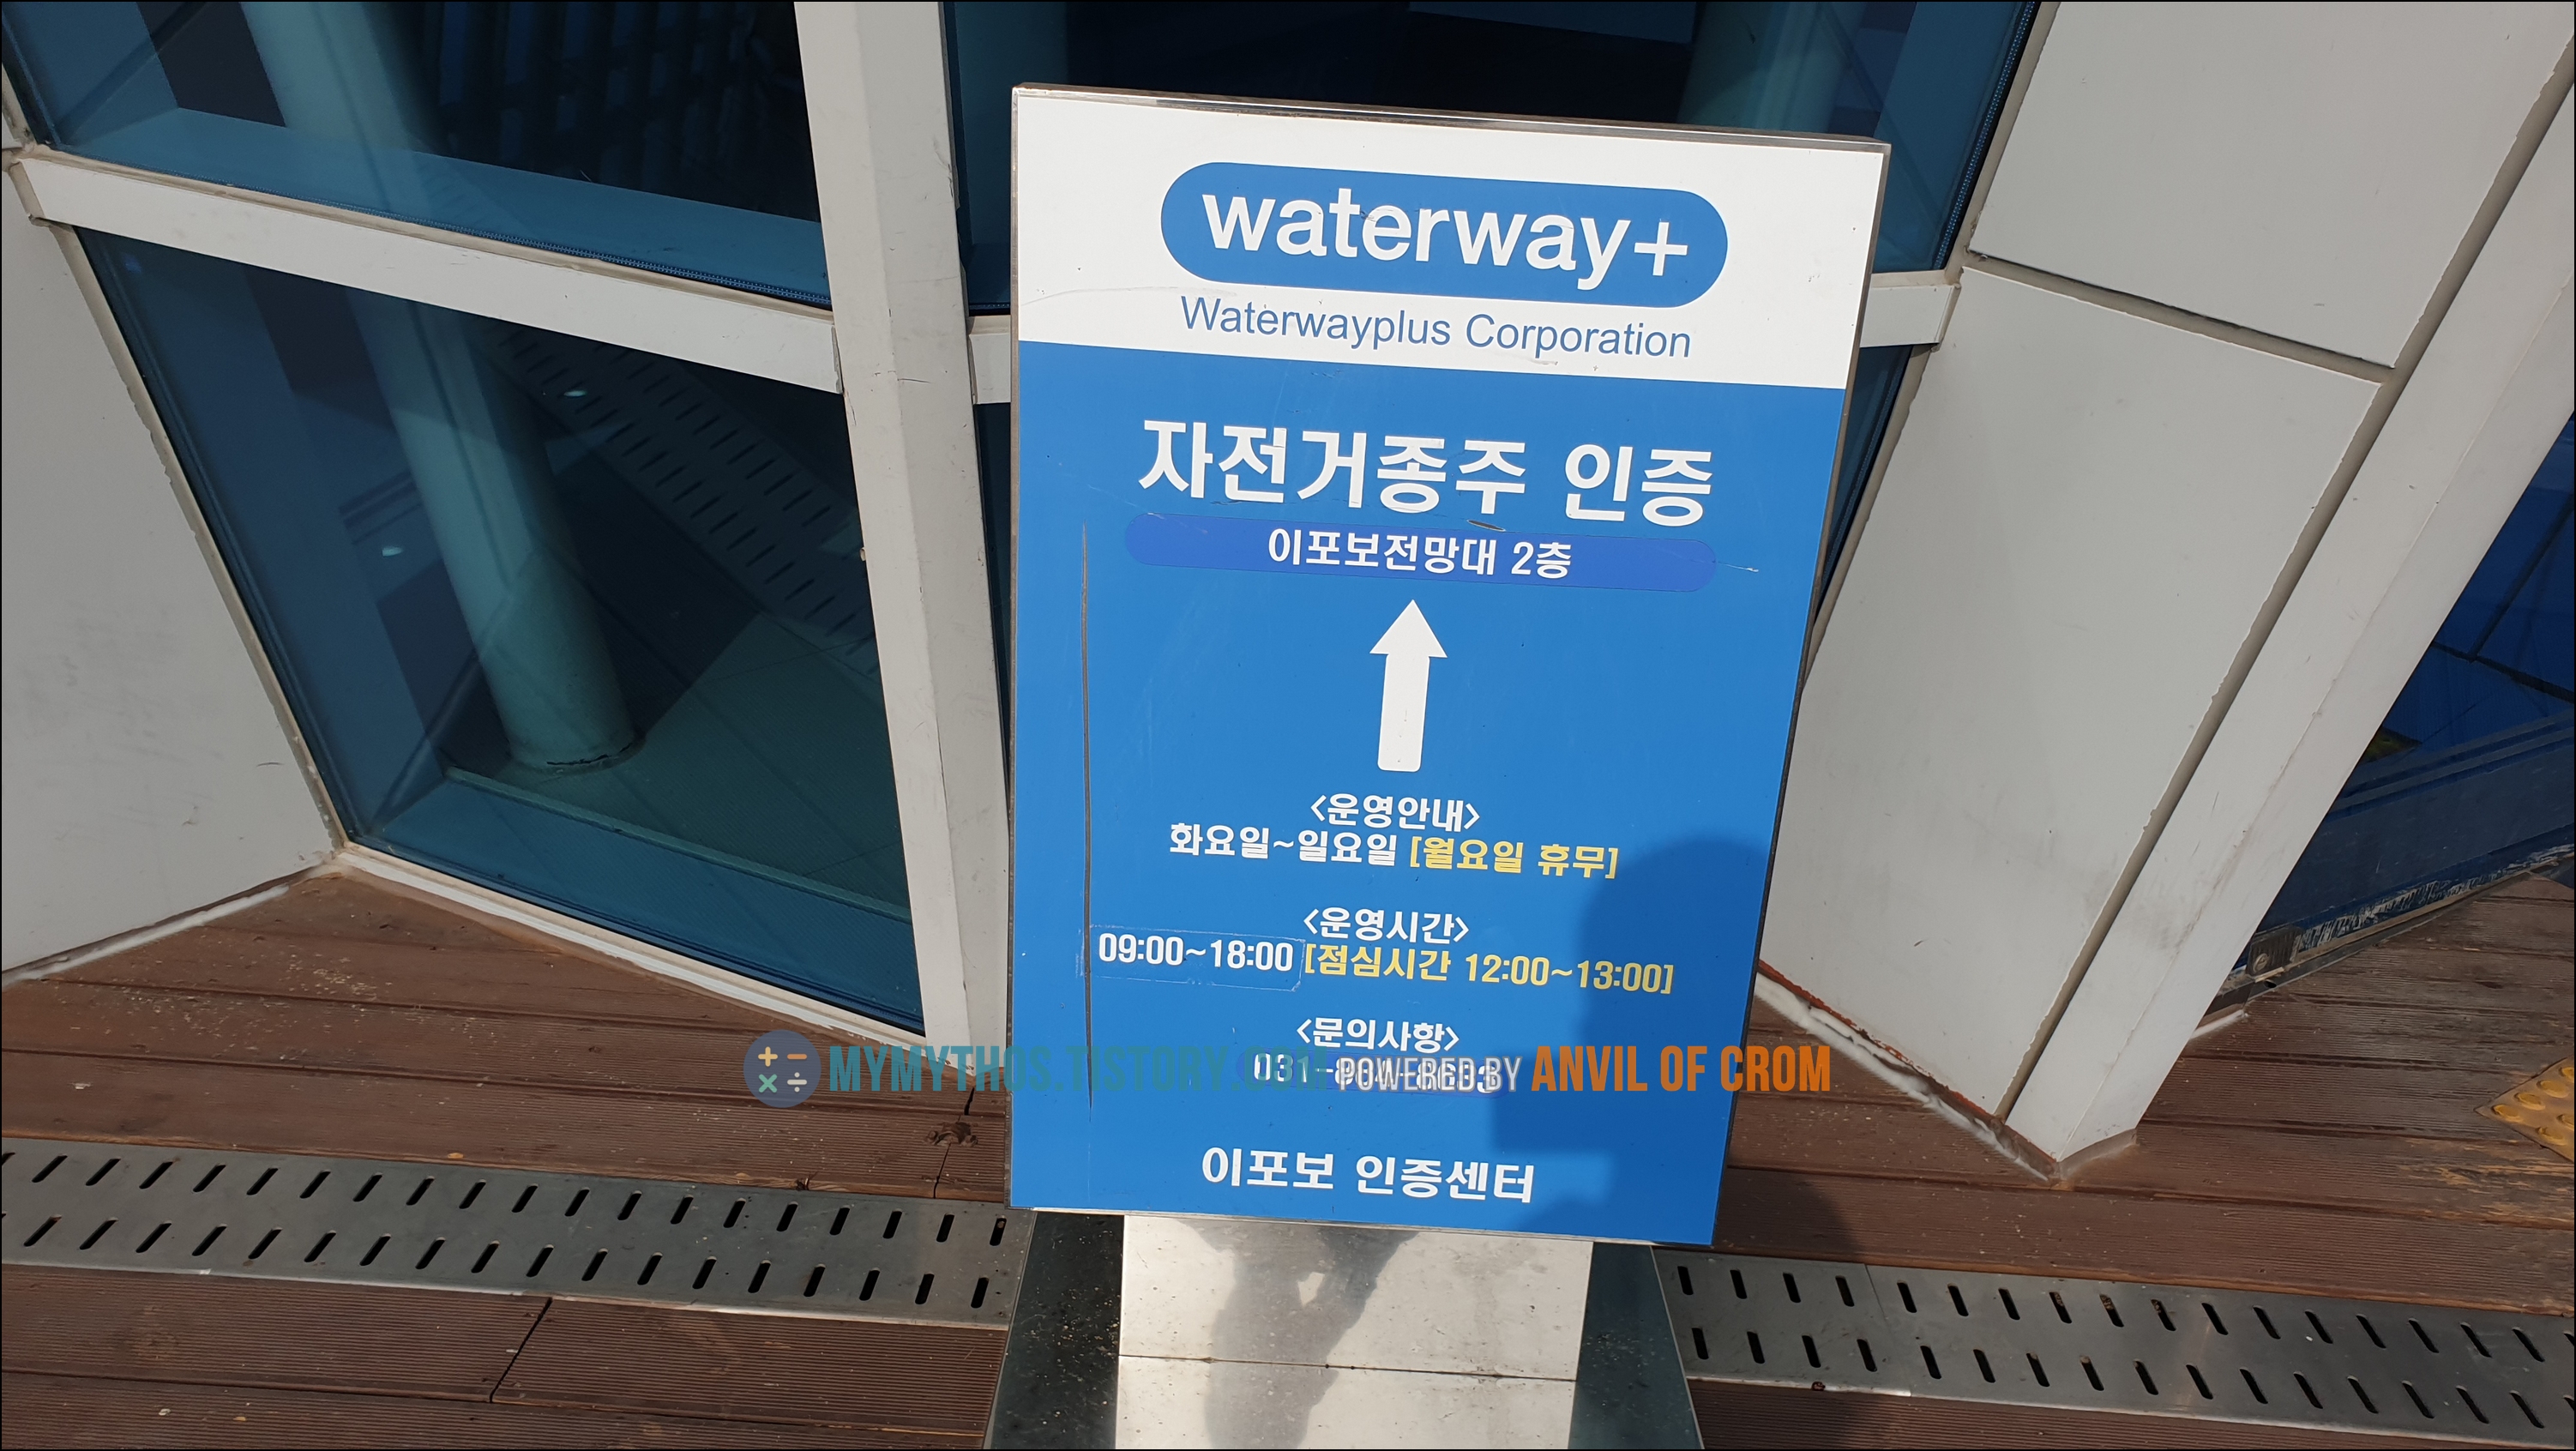 waterway+
Waterwayplus Corporation
자전거종주 인증
이포보전망대 2층
<운영안내>
화요일~일요일 [월요일 휴무]
<운영시간>
09:00~18:00 [점심시간 12:00~13:00]
<문의사항>
MYMYTHOS.TISTORY.COM POWERED BY ANVIL OF CROM
이포보 인증센터